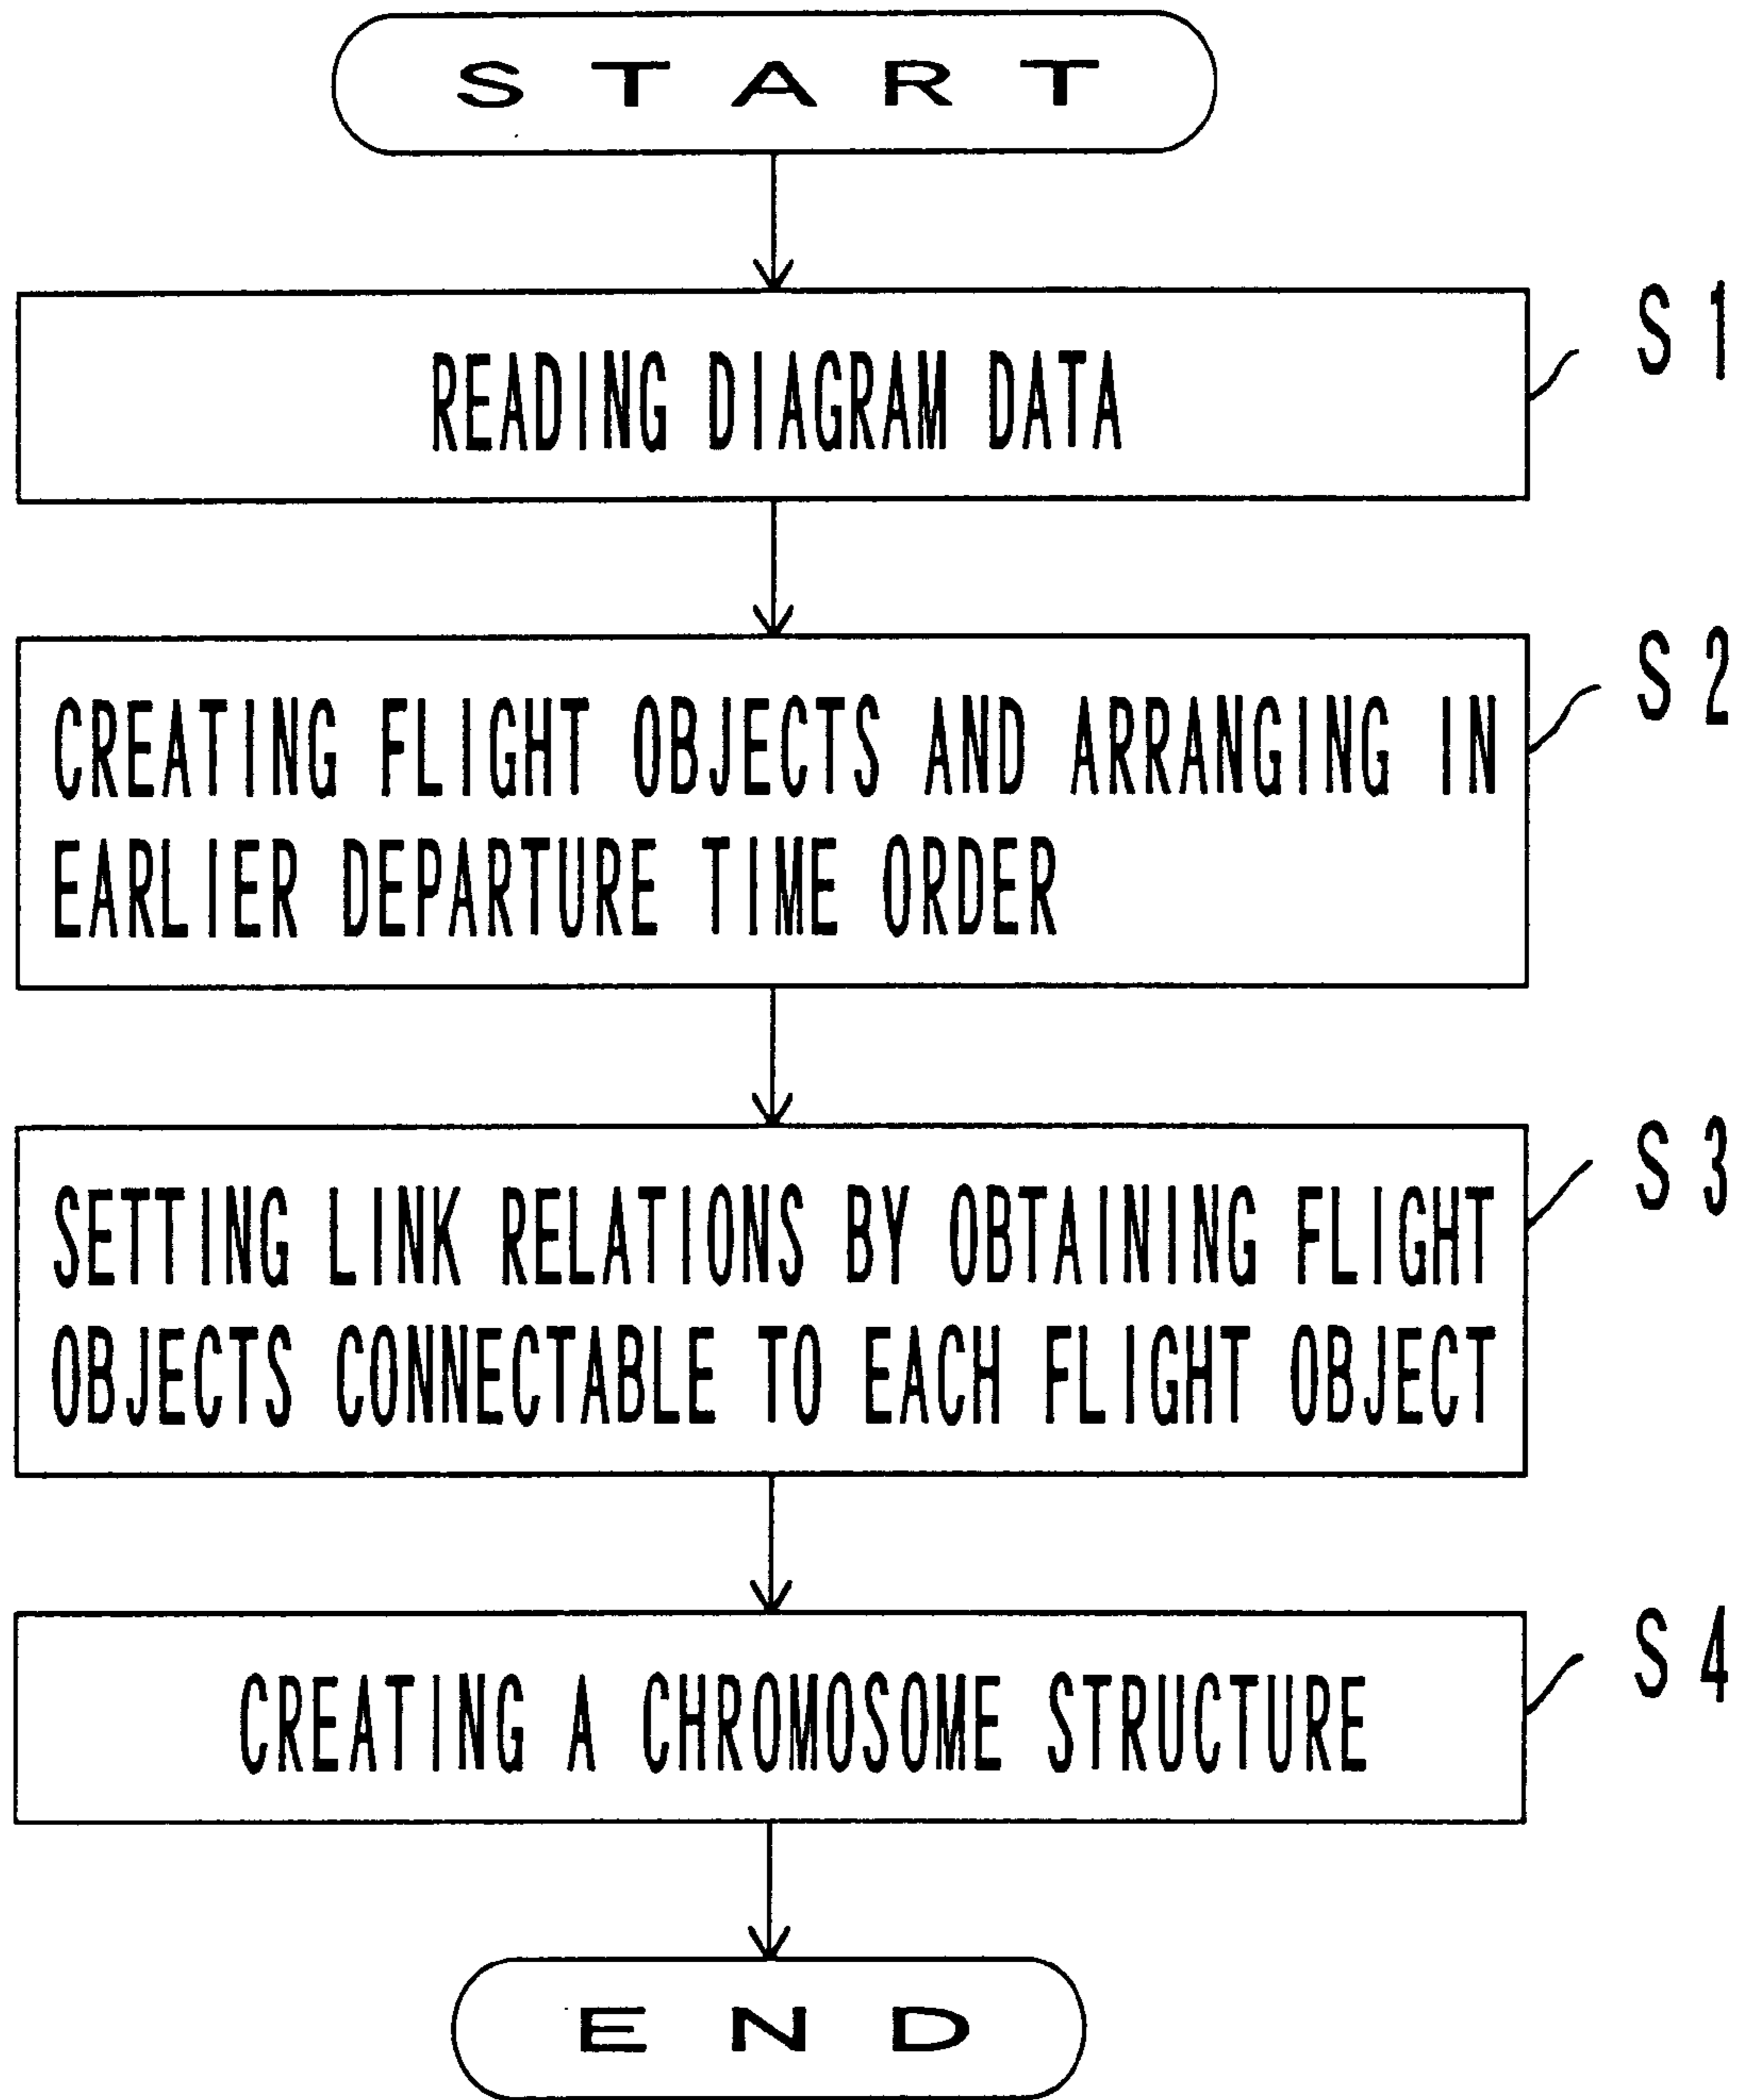 START
READING DIAGRAM DATA
S1
CREATING FLIGHT OBJECTS AND ARRANGING IN
EARLIER DEPARTURE TIME ORDER
S2
SETTING LINK RELATIONS BY OBTAINING FLIGHT
OBJECTS CONNECTABLE TO EACH FLIGHT OBJECT
S3
CREATING A CHROMOSOME STRUCTURE
S4
END